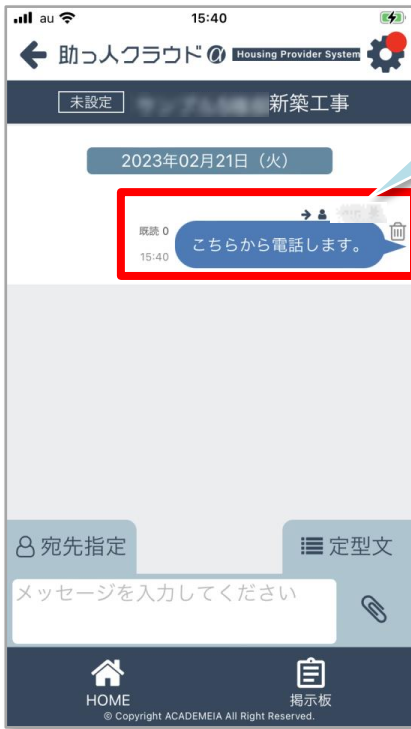 au 15:40
助っ人クラウドα Housing Provider System
未設定 新築工事
2023年02月21日（火）
既読 0
こちらから電話します。
15:40
宛先指定 定型文
メッセージを入力してください
HOME 掲示板
© Copyright ACADEMEIA All Right Reserved.